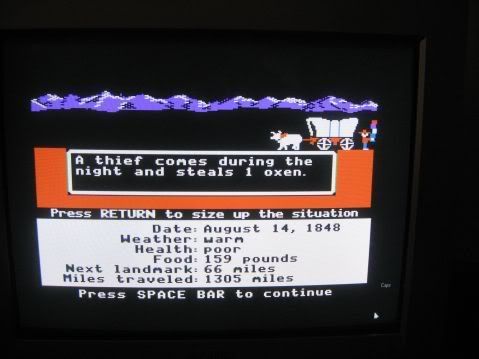 A thief comes during the
night and steals 1 oxen.
Press RETURN to size up the situation
Date: August 14, 1848
Weather: warm
Health: poor
Food: 159 pounds
Next landmark: 66 miles
Miles traveled: 1305 miles
Press SPACE BAR to continue
Caps